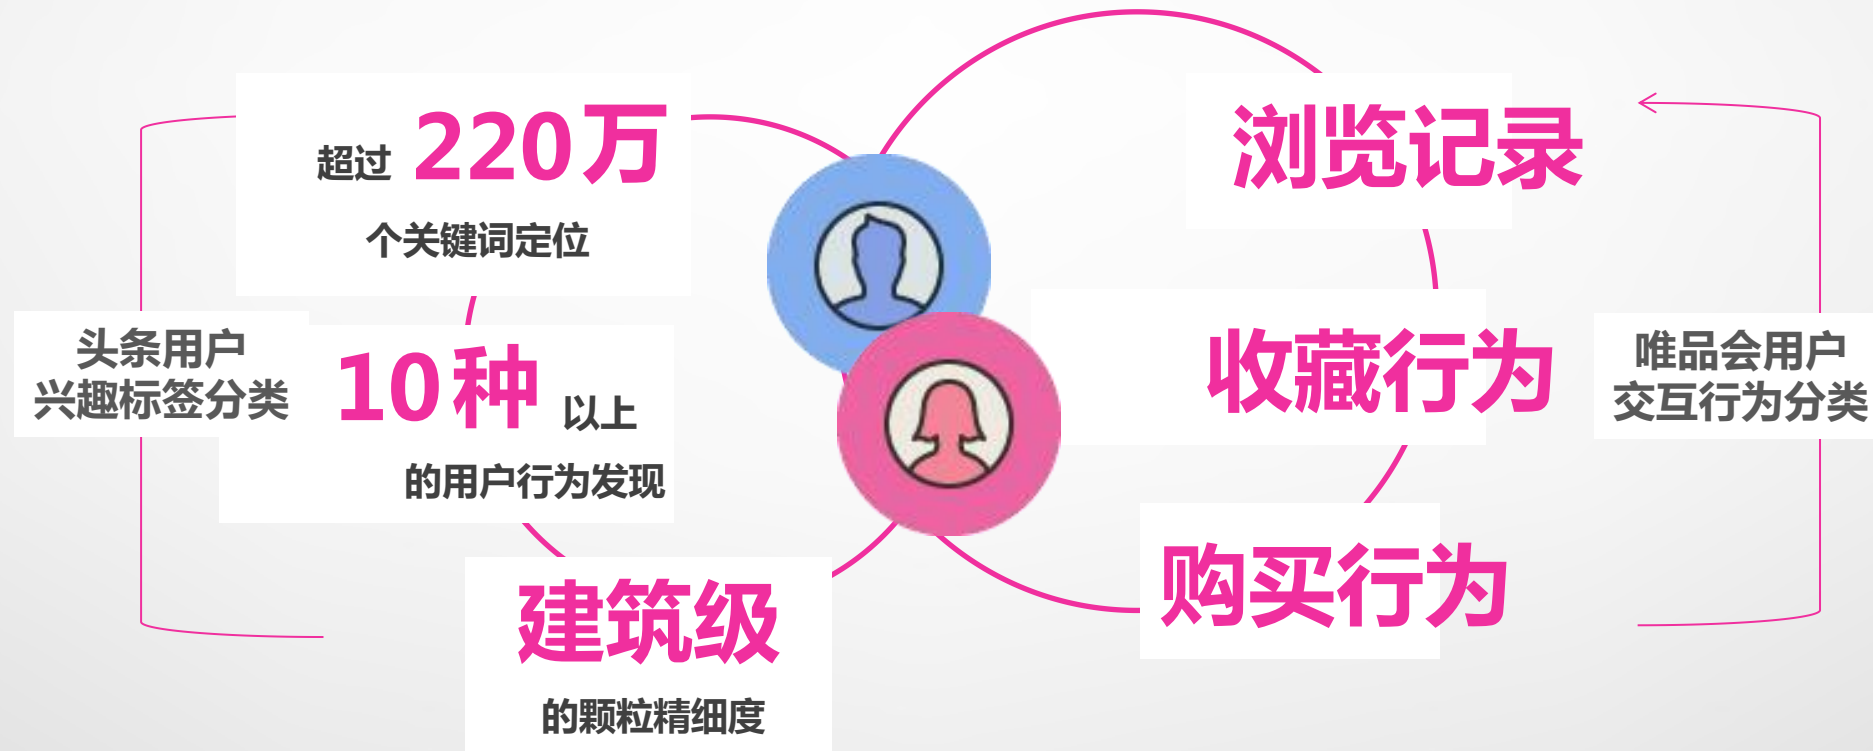 超过 220万
个关键词定位
头条用户
兴趣标签分类
10种 以上
的用户行为发现
建筑级
的颗粒精细度
浏览记录
收藏行为
购买行为
唯品会用户
交互行为分类